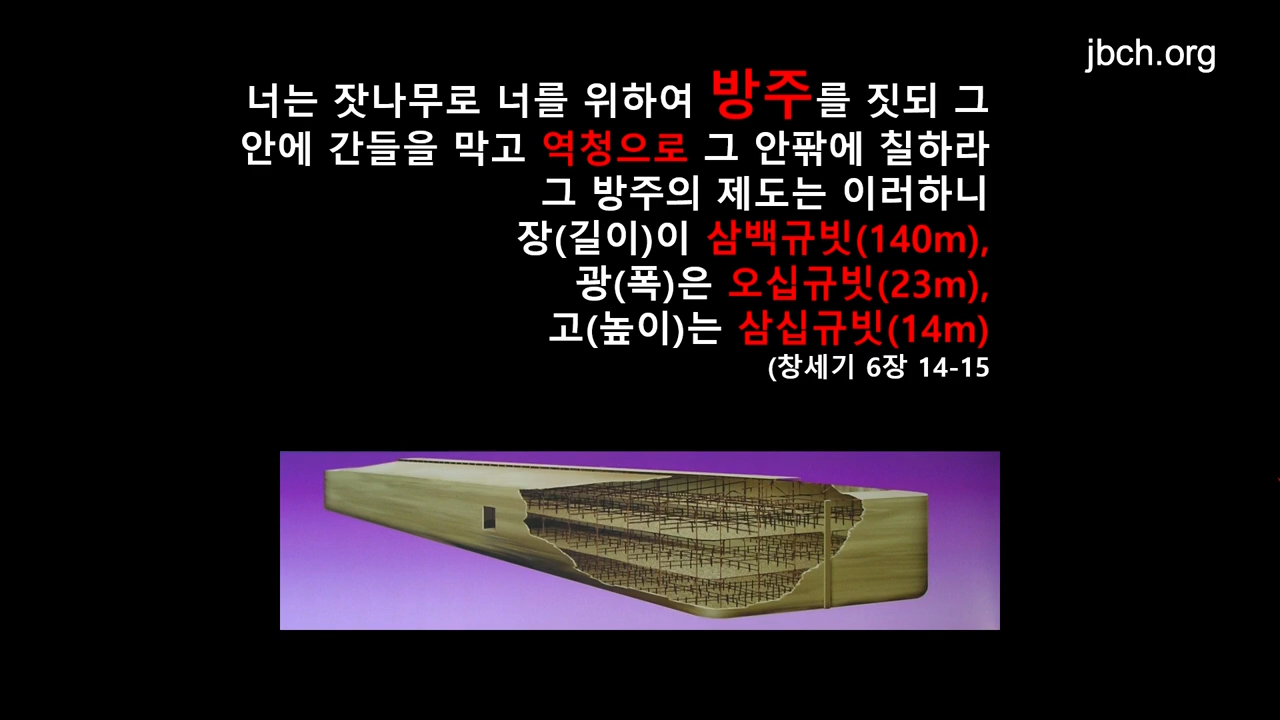 jbch.org
너는 잣나무로 너를 위하여 방주를 짓되 그
안에 간들을 막고 역청으로 그 안팎에 칠하라
그 방주의 제도는 이러하니
장(길이)이 삼백규빗(140m),
광(폭)은 오십규빗(23m),
고(높이)는 삼십규빗(14m)
(창세기 6장 14-15